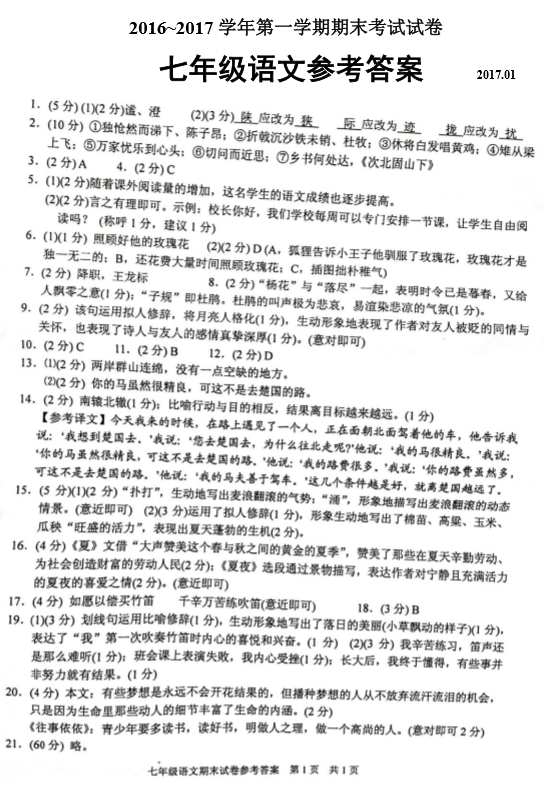 2016~2017 学年第一学期期末考试试卷
七年级语文参考答案 2017.01
1. (5 分) (1)(2 分)谧、澄 (2)(3 分) 陕 应改为 狭 际 应改为 迹 拢 应改为 扰
2. (10 分) ①独怆然而涕下、陈子昂；②折戟沉沙铁未销、杜牧；③休将白发唱黄鸡；④雉从梁
上飞；⑤万家忧乐到心头；⑥切问而近思；⑦乡书何处达，《次北固山下》
3. (2 分) A 4. (2 分) C
5. (1)(2 分)随着课外阅读量的增加，这名学生的语文成绩也逐步提高。
(2)(2 分)言之有理即可。示例：校长你好，我们学校每周可以专门安排一节课，让学生自由阅
读吗？ (称呼 1 分，建议 1 分)
6. (1)(1 分) 照顾好他的玫瑰花 (2)(2 分) D (A，狐狸告诉小王子他驯服了玫瑰花，玫瑰花才是
独一无二的；B，还花费大量时间照顾玫瑰花；C，插图拙朴稚气)
7. (2 分) 降职，王龙标 8. (2 分) “杨花”与“落尽”一起，表明时令已是暮春，又给
人飘零之意(1 分)；“子规”即杜鹃。杜鹃的叫声极为悲哀，易渲染悲凉的气氛(1 分)。
9. (2 分) 该句运用拟人修辞，将月亮人格化(1 分)，生动形象地表现了作者对友人被贬的同情与
关怀，也表现了诗人与友人的感情真挚深厚(1 分)。(意对即可)
10. (2 分) C 11. (2 分) B 12. (2 分) D
13. ⑴(2 分) 两岸群山连绵，没有一点空缺的地方。
⑵(2 分) 你的马虽然很精良，可这不是去楚国的路。
14. (2 分) 南辕北辙(1 分)；比喻行动与目的相反，结果离目标越来越远。(1 分)
【参考译文】今天我来的时候，在路上遇见了一个人，正在面朝北面驾着他的车，他告诉我
说：‘我想到楚国去。’我说：‘您去楚国去，为什么往北走呢?’他说：‘我的马很精良。’我说：
‘你的马虽然很精良，可这不是去楚国的路。’他说：‘我的路费很多。’我说：‘你的路费虽然多，
可这不是去楚国的路。’他说：‘我的马夫善于驾车。’这几个条件越是好，就离楚国越远了。
15. (5 分)(1)(2 分) “扑打”，生动地写出麦浪翻滚的气势；“涌”，形象地描写出麦浪翻滚的动态
情景。(意近即可) (2)(3 分)运用了拟人修辞(1 分)，形象生动地写出了棉苗、高粱、玉米、
瓜秧“旺盛的活力”，表现出夏天蓬勃的生机(2 分)。
16. (4 分) 《夏》文借“大声赞美这个春与秋之间的黄金的夏季”，赞美了那些在夏天辛勤劳动、
为社会创造财富的劳动人民(2 分)；《夏夜》选段通过景物描写，表达作者对宁静且充满活力
的夏夜的喜爱之情(2 分)。(意近即可)
17. (4 分) 如愿以偿买竹笛 千辛万苦练吹笛(意近即可) 18. (3 分) B
19. (1)(3 分) 划线句运用比喻修辞(1 分)，生动形象地写出了落日的美丽(小草飘动的样子)(1 分)，
表达了“我”第一次吹奏竹笛时内心的喜悦和兴奋。(1 分) (2)(3 分) 我辛苦练习，笛声还
是那么难听(1 分)；班会课上表演失败，我内心受挫(1 分)；长大后，我终于懂得，有些事并
非努力就有结果。(1 分)
20. (4 分) 本文：有些梦想是永远不会开花结果的，但播种梦想的人从不放弃流汗流泪的机会，
只是因为生命里那些动人的细节丰富了生命的内涵。(2 分)
《往事依依》：青少年要多读书，读好书，明做人之理，做一个高尚的人。(意对即可 2 分)
21. (60 分) 略。
七年级语文期末试卷参考答案 第 1 页 共 1 页